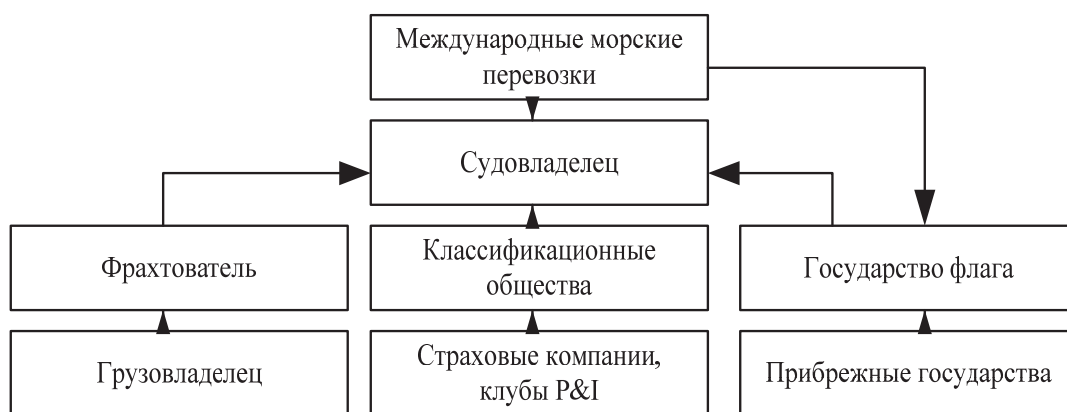 Международные морские
перевозки
Судовладелец
Фрахтователь
Классификационные
общества
Государство флага
Грузовладелец
Страховые компании,
клубы P&I
Прибрежные государства